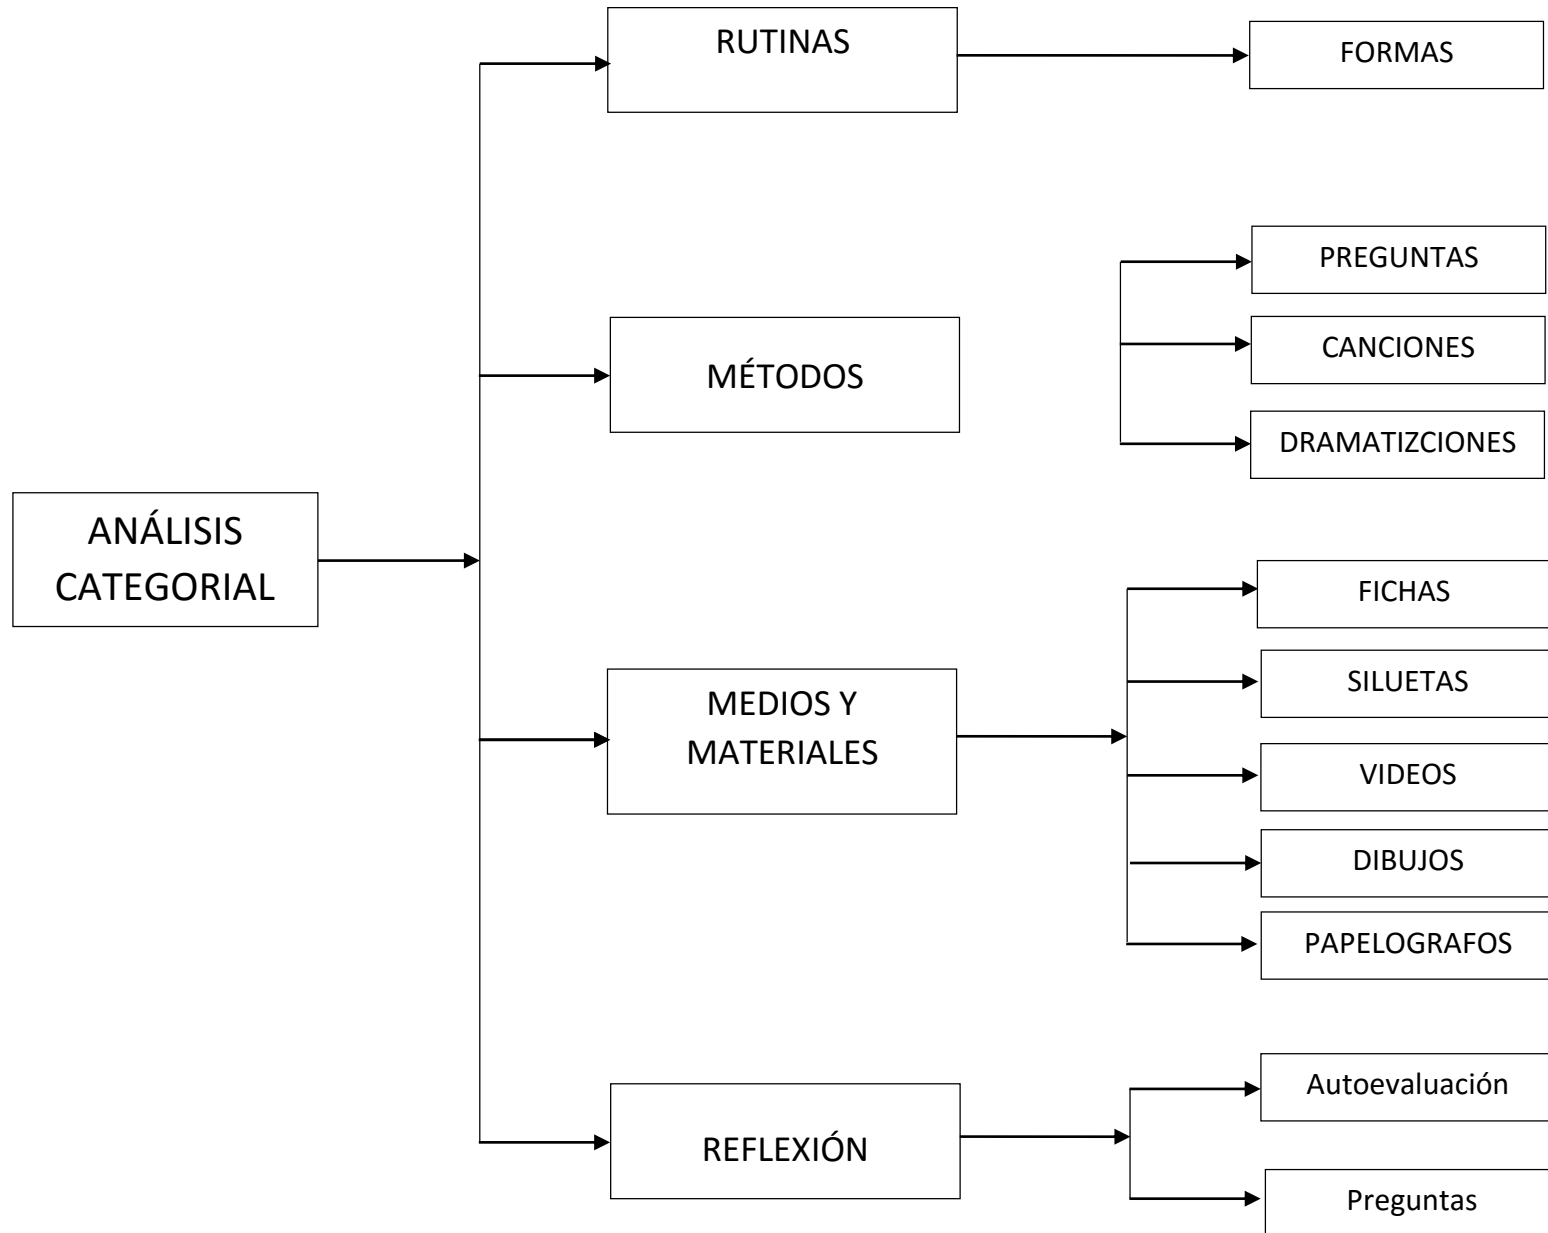 RUTINAS
FORMAS
PREGUNTAS
CANCIONES
MÉTODOS
DRAMATIZCIONES
ANÁLISIS
CATEGORIAL
FICHAS
SILUETAS
MEDIOS Y
MATERIALES
VIDEOS
DIBUJOS
PAPELOGRAFOS
Autoevaluación
REFLEXIÓN
Preguntas